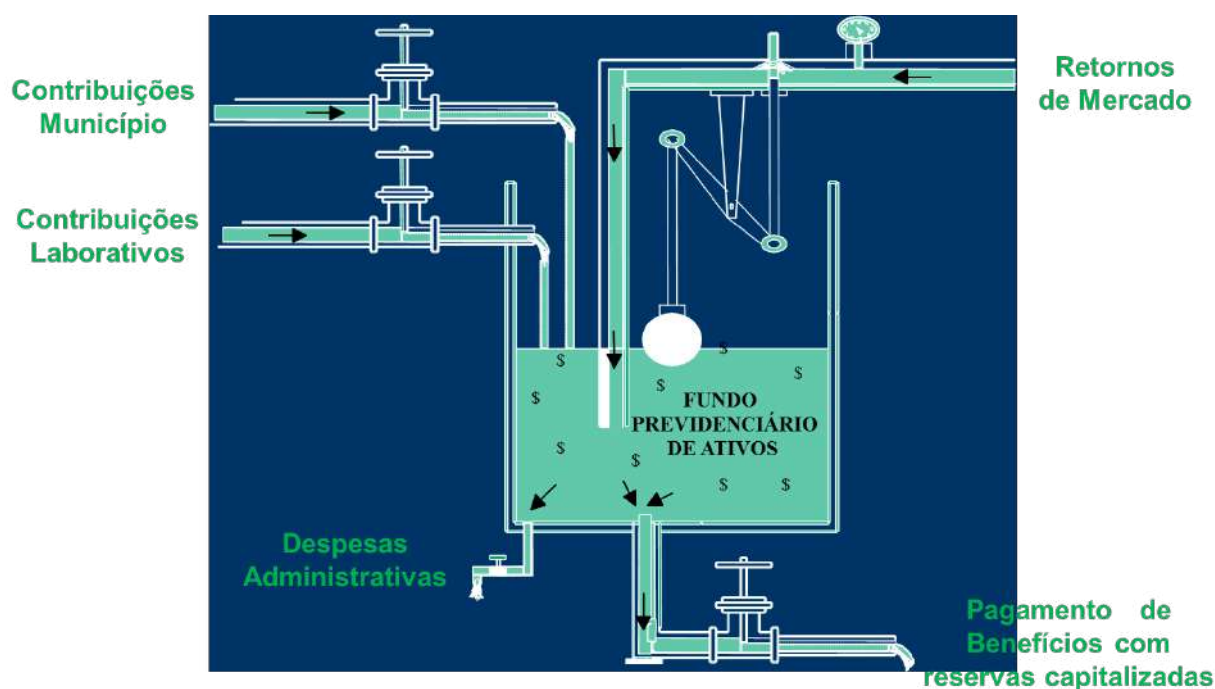 Contribuições
Município
Retornos
de Mercado
Contribuições
Laborativos
$
$
$
$
$
FUNDO
PREVIDENCIÁRIO
DE ATIVOS
$
$
$
$
Despesas
Administrativas
Pagamento de
Benefícios com
reservas capitalizadas